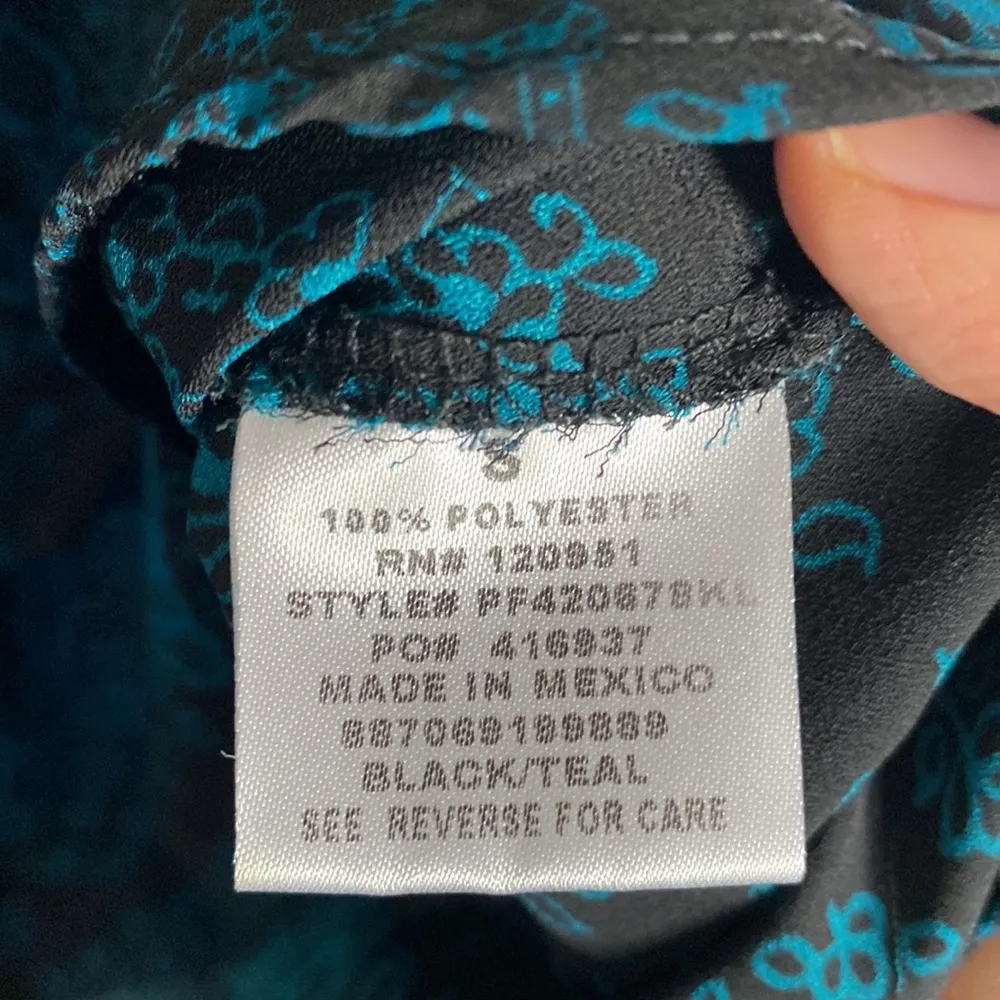 100% POLYESTER
RN# 120951
STYLE# PF420678KL
PO# 416937
MADE IN MEXICO
887069189889
BLACK/TEAL
SEE REVERSE FOR CARE